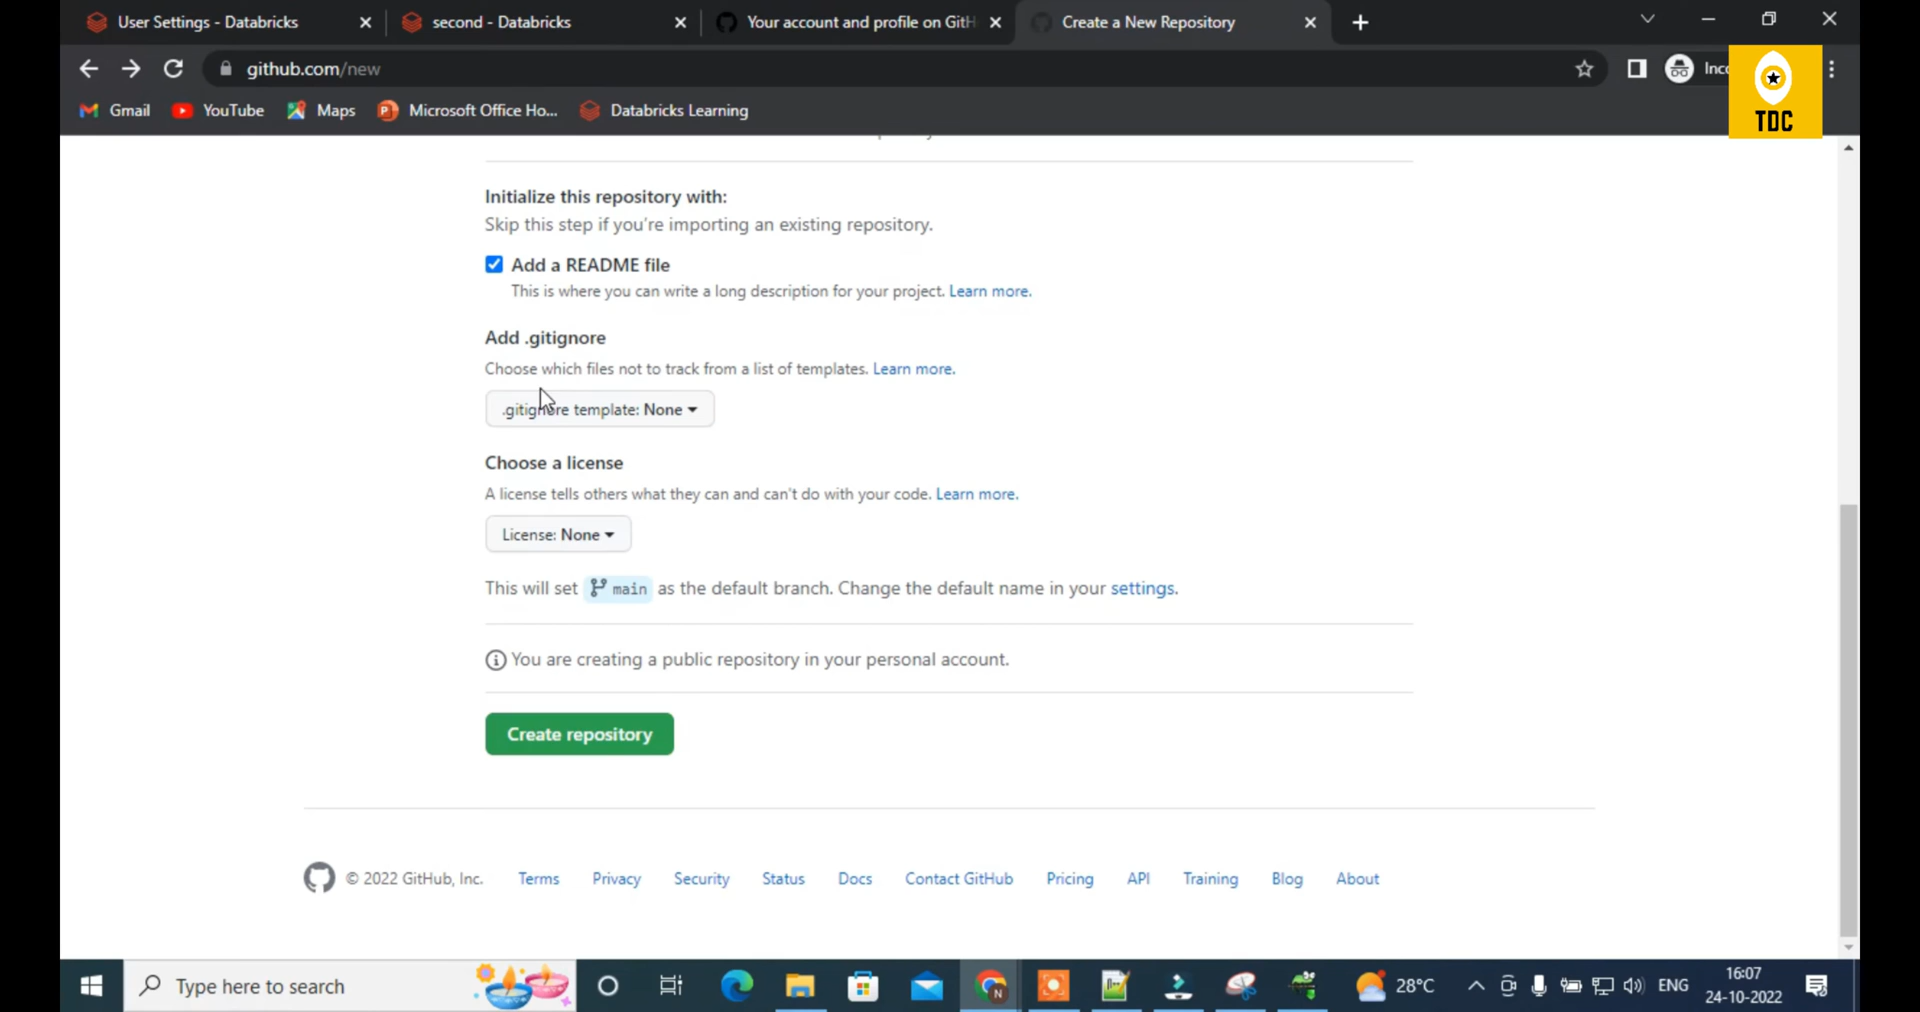 User Settings - Databricks
second - Databricks
Your account and profile on GitH
Create a New Repository
github.com/new
Inco
TDC
Gmail
YouTube
Maps
Microsoft Office Ho...
Databricks Learning
Initialize this repository with:
Skip this step if you're importing an existing repository.
Add a README file
This is where you can write a long description for your project. Learn more.
Add .gitignore
Choose which files not to track from a list of templates. Learn more.
.gitignore template: None
Choose a license
A license tells others what they can and can't do with your code. Learn more.
License: None
This will set main as the default branch. Change the default name in your settings.
You are creating a public repository in your personal account.
Create repository
© 2022 GitHub, Inc.
Terms
Privacy
Security
Status
Docs
Contact GitHub
Pricing
API
Training
Blog
About
Type here to search
N
28°C
ENG
16:07
24-10-2022